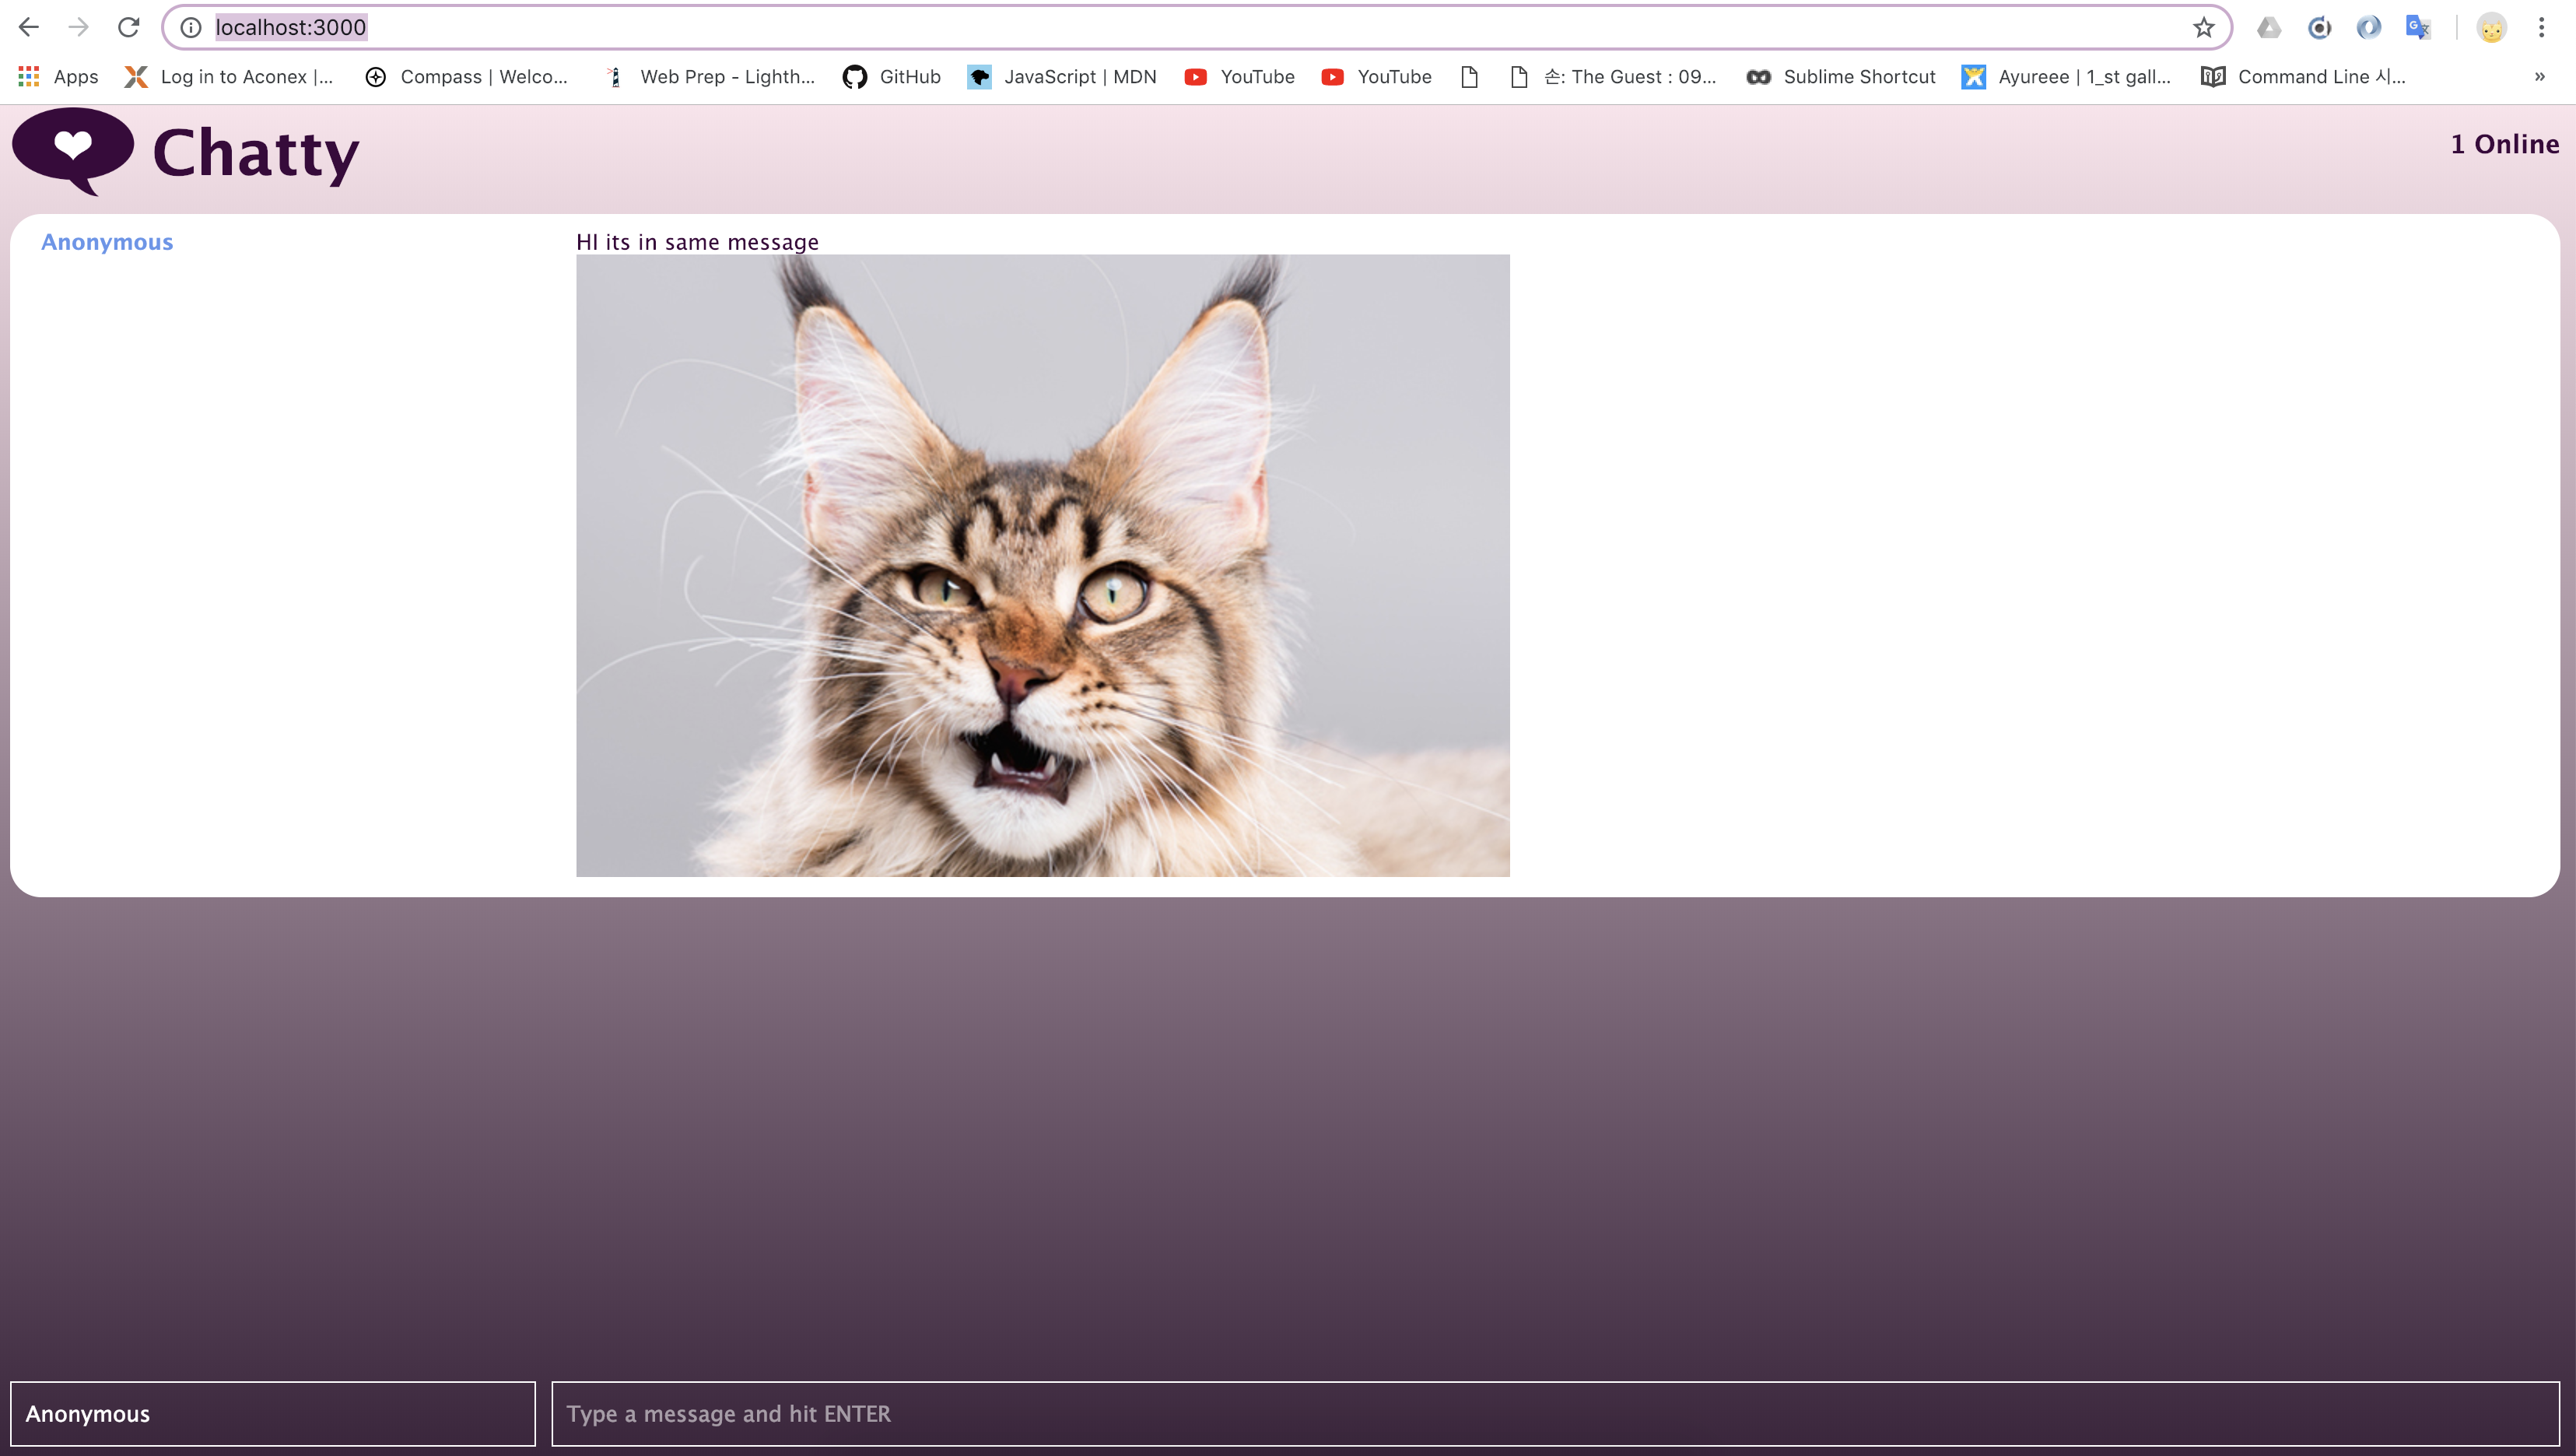 localhost:3000
Apps Log in to Aconex |... Compass | Welco... Web Prep - Lighth... GitHub JavaScript | MDN YouTube YouTube 손: The Guest : 09... Sublime Shortcut Ayureee | 1_st gall... Command Line 시... »
Chatty
1 Online
Anonymous HI its in same message
Anonymous Type a message and hit ENTER